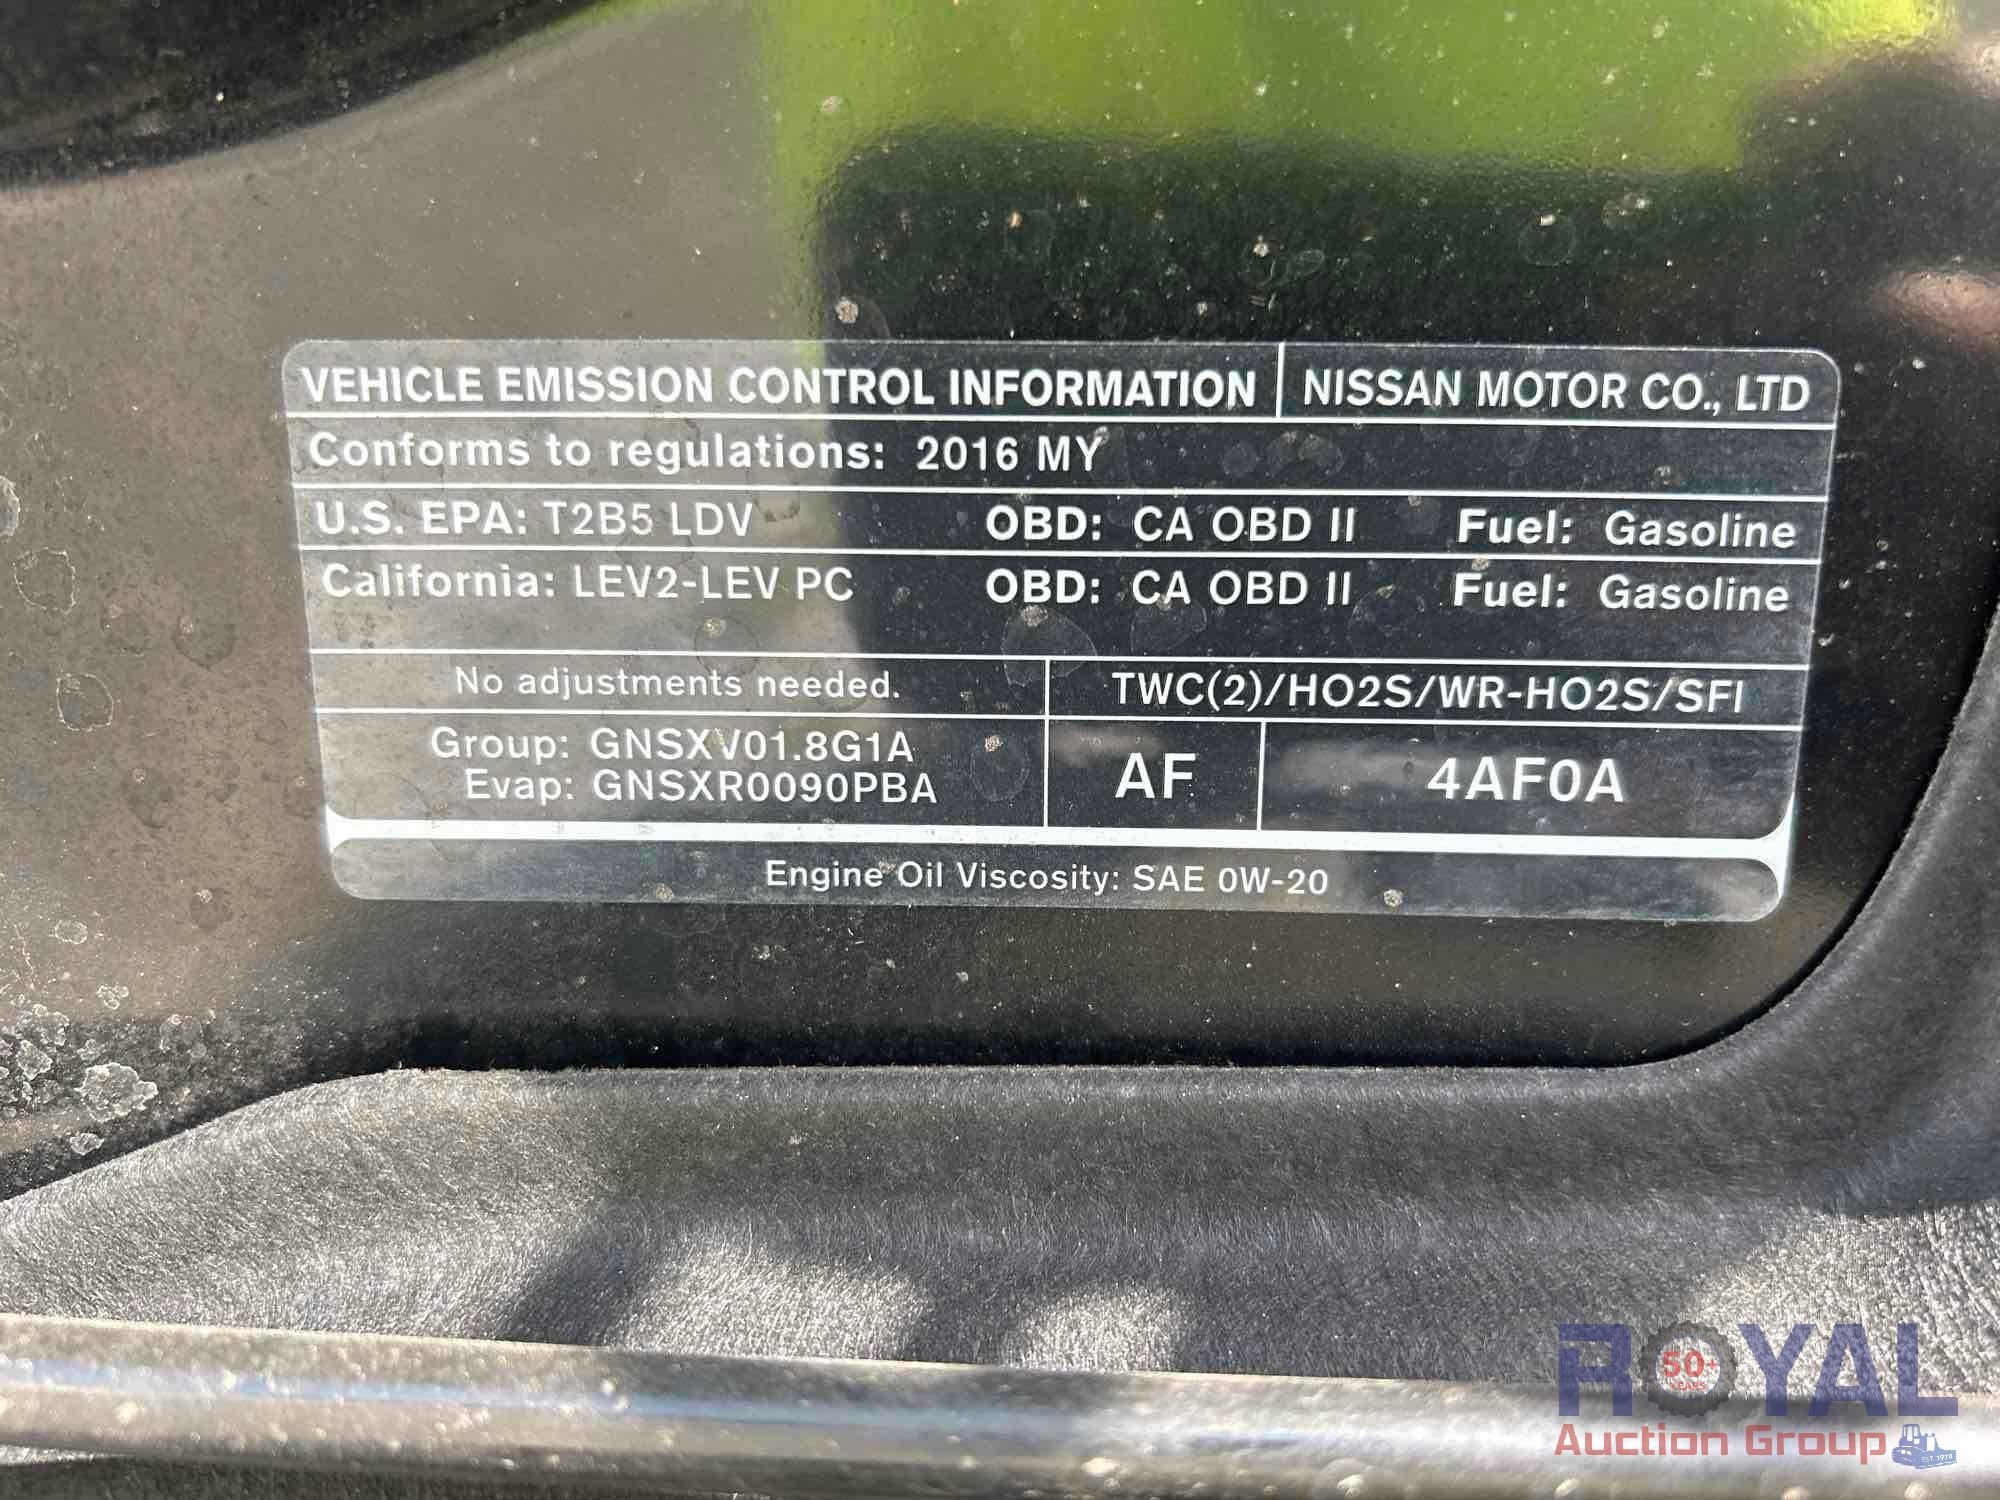 VEHICLE EMISSION CONTROL INFORMATION NISSAN MOTOR CO., LTD
Conforms to regulations: 2016 MY
U.S. EPA: T2B5 LDV OBD: CA OBD II Fuel: Gasoline
California: LEV2-LEV PC OBD: CA OBD II Fuel: Gasoline
No adjustments needed. TWC(2)/HO2S/WR-HO2S/SFI
Group: GNSXV01.8G1A
Evap: GNSXR0090PBA
AF 4AF0A
Engine Oil Viscosity: SAE 0W-20
ROYAL
50+
YEARS
Auction Group
EST. 1970